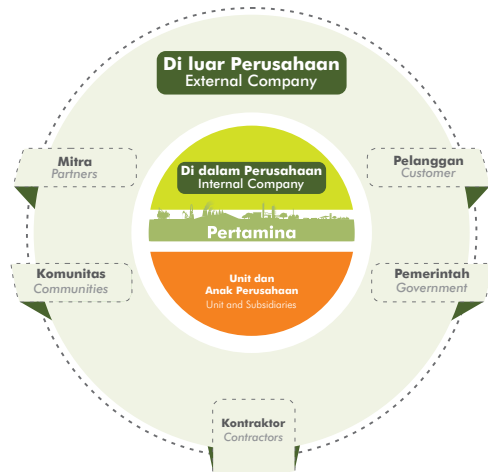 Di luar Perusahaan
External Company
Mitra
Partners
Pelanggan
Customer
Di dalam Perusahaan
Internal Company
Pertamina
Komunitas
Communities
Unit dan
Anak Perusahaan
Unit and Subsidiaries
Pemerintah
Government
Kontraktor
Contractors